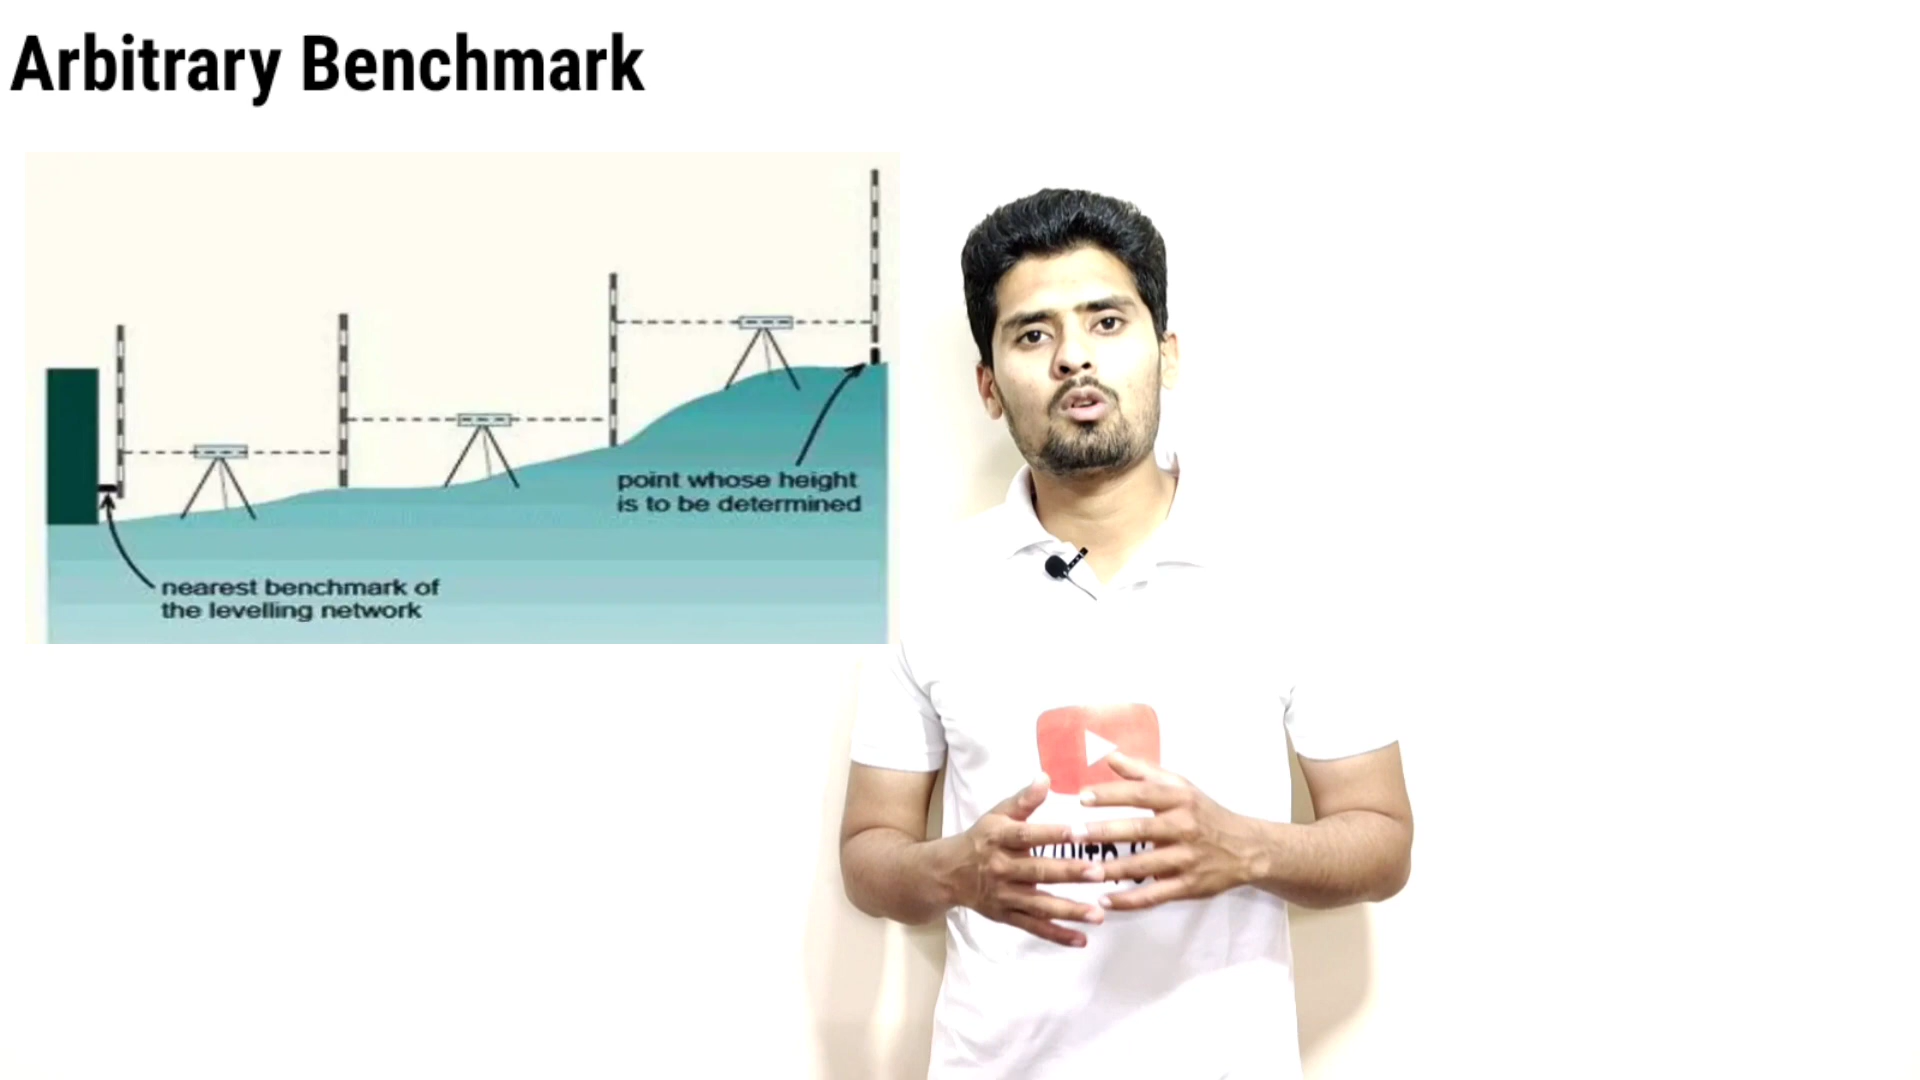 Arbitrary Benchmark
point whose height
is to be determined
nearest benchmark of
the levelling network